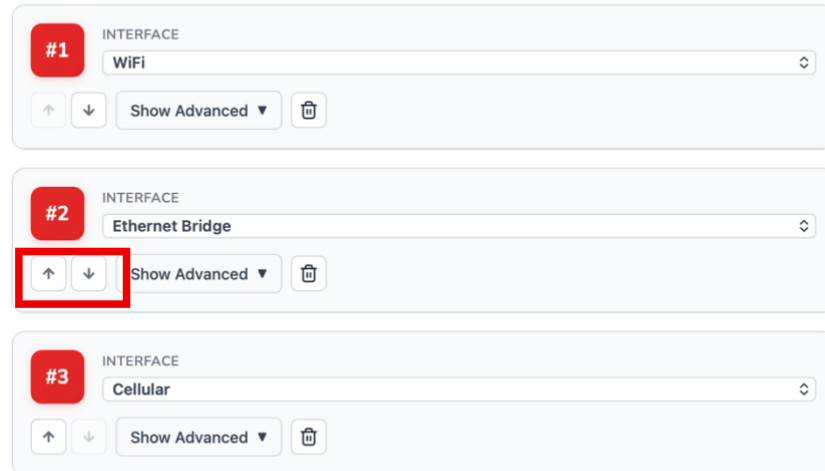 #1
INTERFACE
WiFi
Show Advanced ▼
#2
INTERFACE
Ethernet Bridge
Show Advanced ▼
#3
INTERFACE
Cellular
Show Advanced ▼